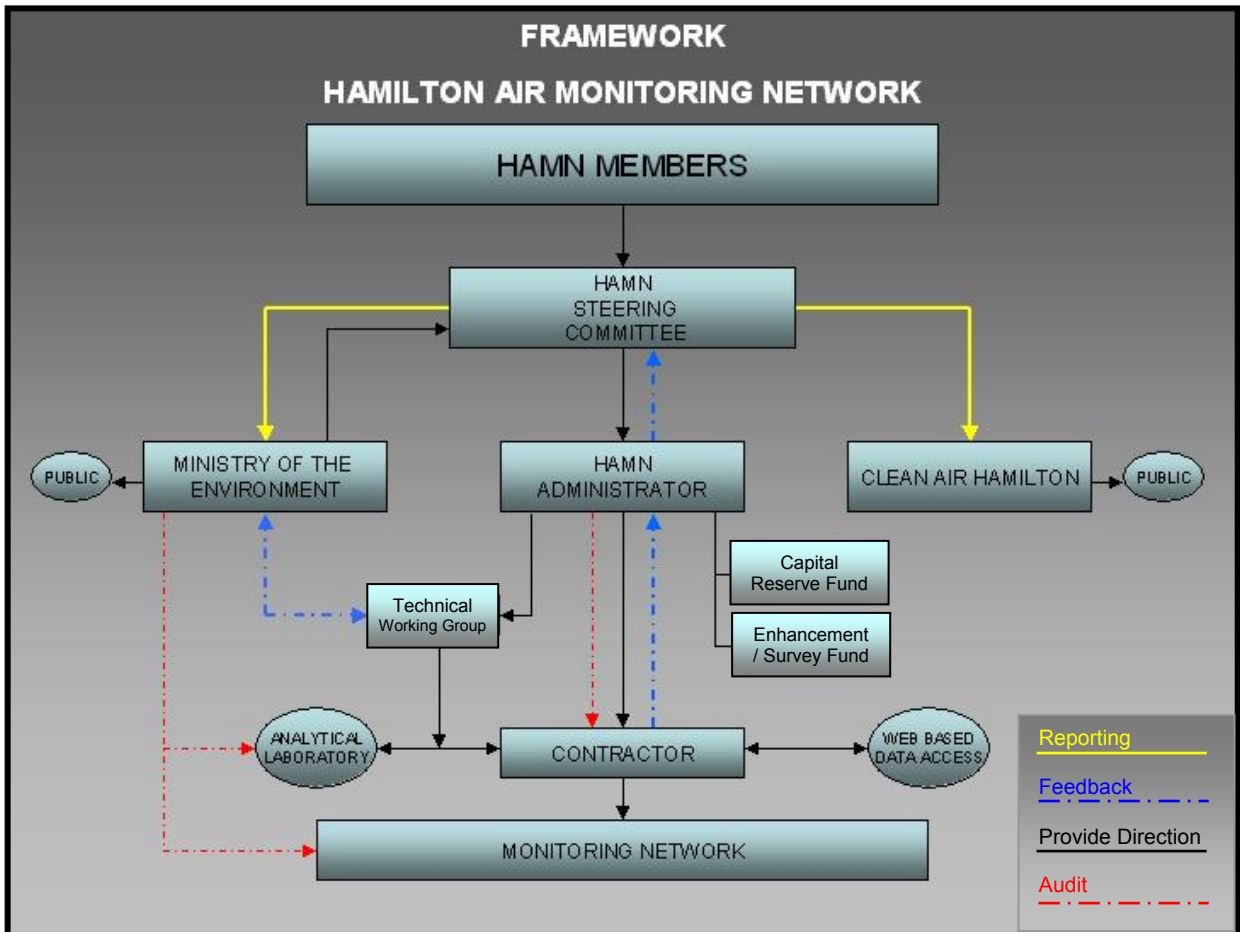 FRAMEWORK
HAMILTON AIR MONITORING NETWORK
HAMN MEMBERS
HAMN
STEERING
COMMITTEE
PUBLIC
MINISTRY OF THE
ENVIRONMENT
HAMN
ADMINISTRATOR
CLEAN AIR HAMILTON
PUBLIC
Technical
Working Group
Capital
Reserve Fund
Enhancement
/ Survey Fund
ANALYTICAL
LABORATORY
CONTRACTOR
WEB BASED
DATA ACCESS
MONITORING NETWORK
Reporting
Feedback
Provide Direction
Audit